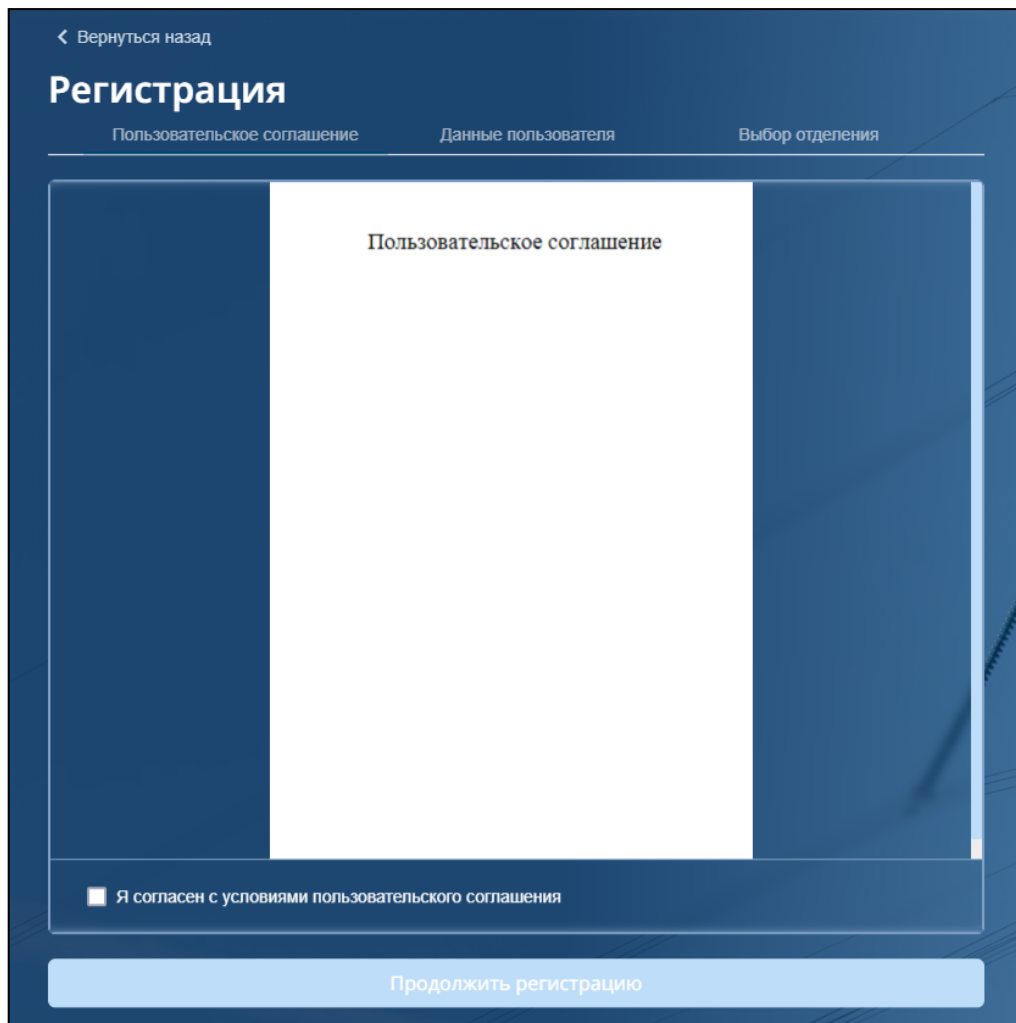 Вернуться назад
Регистрация
Пользовательское соглашение Данные пользователя Выбор отделения
Пользовательское соглашение
Я согласен с условиями пользовательского соглашения
Продолжить регистрацию